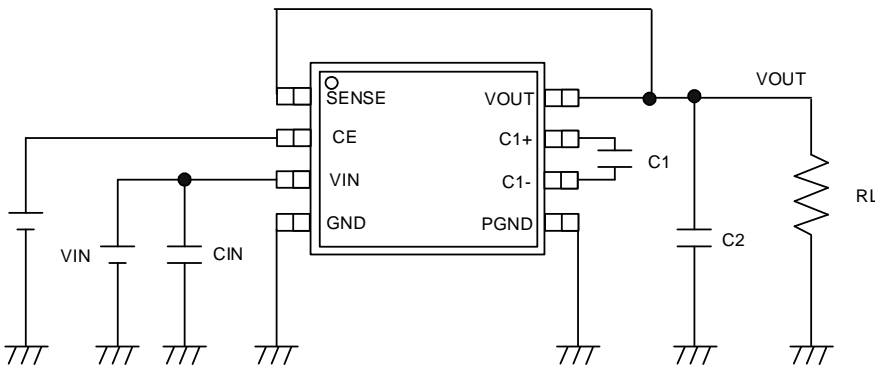 VOUT
SENSE
VOUT
CE
C1+
C1
VIN
C1-
RL
GND
PGND
C2
VIN
CIN